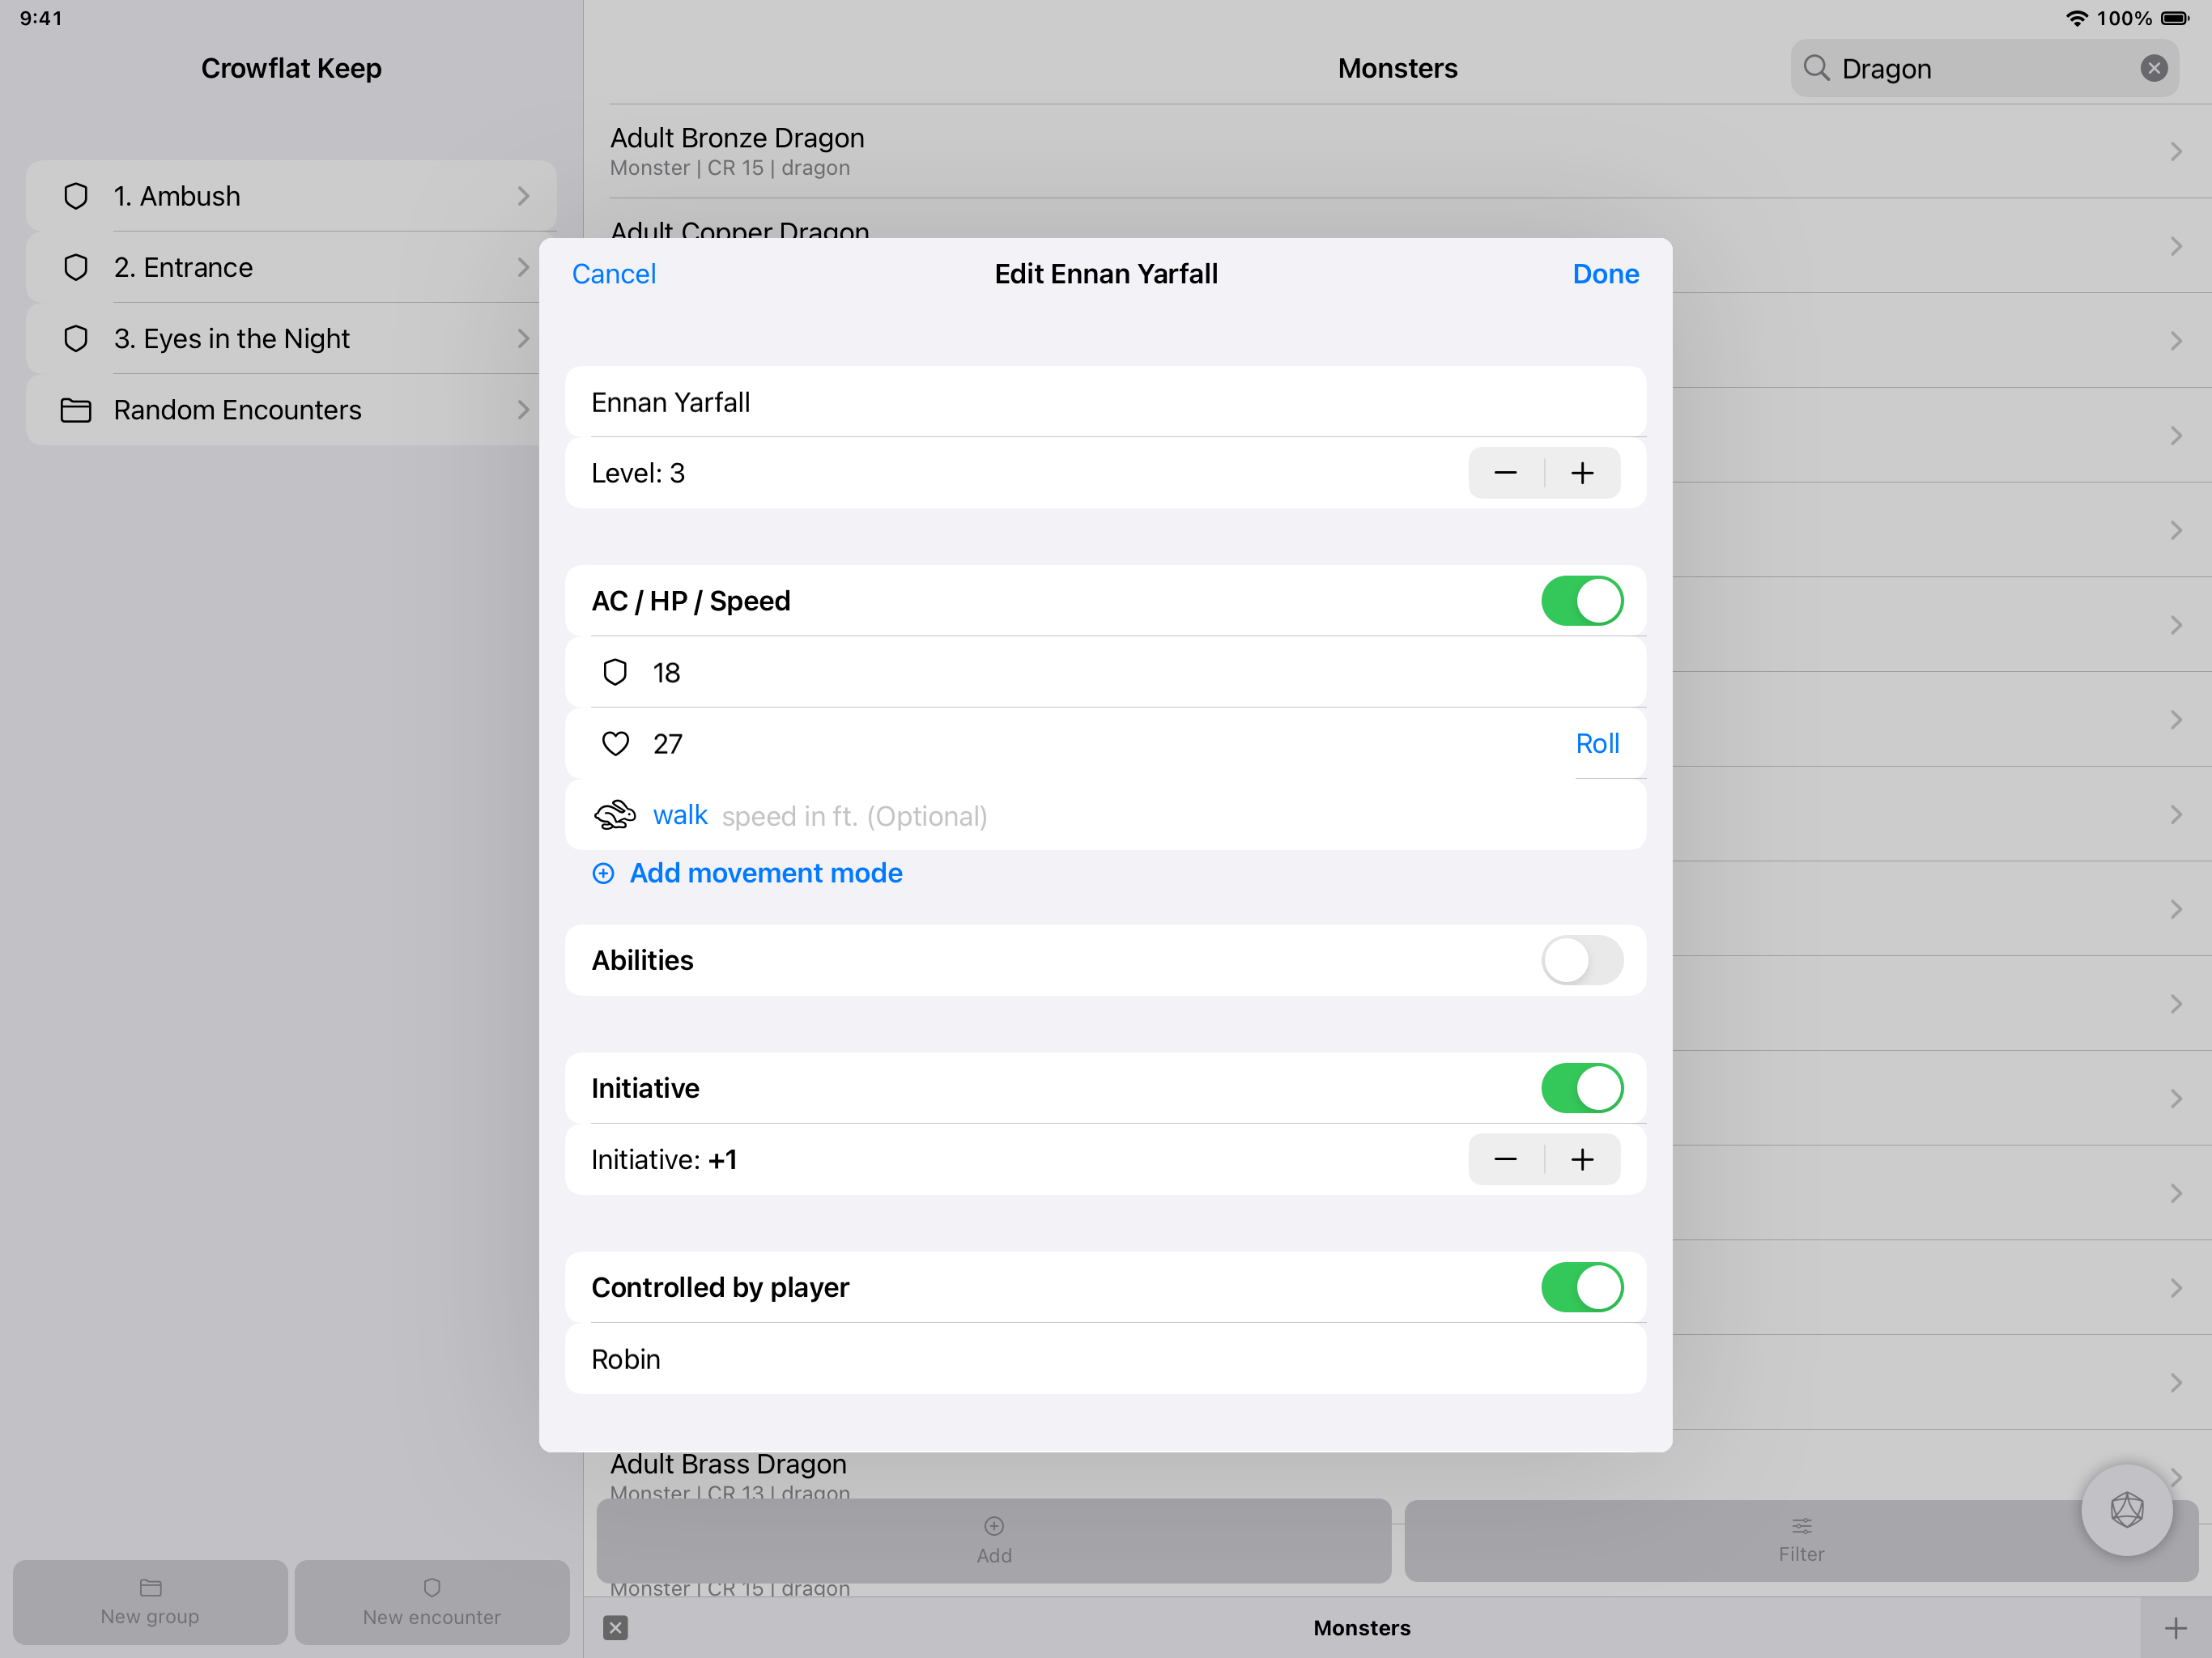 9:41
100%
Crowflat Keep
Monsters
Dragon
1. Ambush
2. Entrance
3. Eyes in the Night
Random Encounters
Adult Bronze Dragon
Monster | CR 15 | dragon
Adult Copper Dragon
Cancel
Edit Ennan Yarfall
Done
Ennan Yarfall
Level: 3
AC / HP / Speed
18
27
Roll
walk speed in ft. (Optional)
Add movement mode
Abilities
Initiative
Initiative: +1
Controlled by player
Robin
Adult Brass Dragon
Monster | CR 13 | dragon
Add
Filter
Monster | CR 15 | dragon
New group
New encounter
Monsters